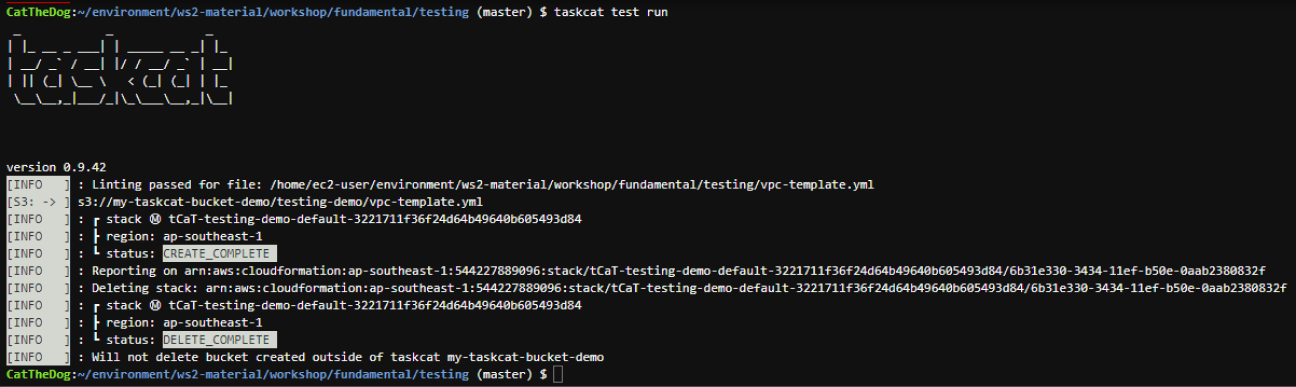 CatTheDog:~/environment/ws2-material/workshop/fundamental/testing (master) $ taskcat test run
taskcat
version 0.9.42
[INFO   ] : Linting passed for file: /home/ec2-user/environment/ws2-material/workshop/fundamental/testing/vpc-template.yml
[S3: -> ] s3://my-taskcat-bucket-demo/testing-demo/vpc-template.yml
[INFO   ] : ┏ stack Ⓜ tCaT-testing-demo-default-3221711f36f24d64b49640b605493d84
[INFO   ] : ┣ region: ap-southeast-1
[INFO   ] : ┗ status: CREATE_COMPLETE
[INFO   ] : Reporting on arn:aws:cloudformation:ap-southeast-1:544227889096:stack/tCaT-testing-demo-default-3221711f36f24d64b49640b605493d84/6b31e330-3434-11ef-b50e-0aab2380832f
[INFO   ] : Deleting stack: arn:aws:cloudformation:ap-southeast-1:544227889096:stack/tCaT-testing-demo-default-3221711f36f24d64b49640b605493d84/6b31e330-3434-11ef-b50e-0aab2380832f
[INFO   ] : ┏ stack Ⓜ tCaT-testing-demo-default-3221711f36f24d64b49640b605493d84
[INFO   ] : ┣ region: ap-southeast-1
[INFO   ] : ┗ status: DELETE_COMPLETE
[INFO   ] : Will not delete bucket created outside of taskcat my-taskcat-bucket-demo
CatTheDog:~/environment/ws2-material/workshop/fundamental/testing (master) $